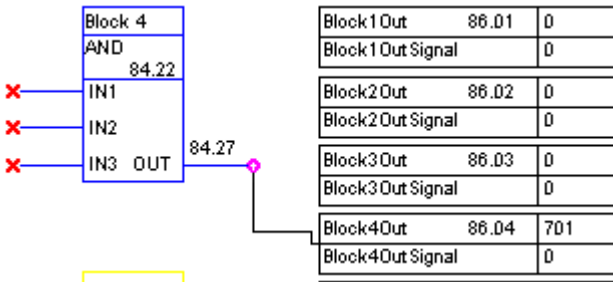 Block 4
AND
84.22
IN1
IN2
IN3 OUT
84.27
Block1Out 86.01 0
Block1OutSignal 0
Block2Out 86.02 0
Block2OutSignal 0
Block3Out 86.03 0
Block3OutSignal 0
Block4Out 86.04 701
Block4OutSignal 0